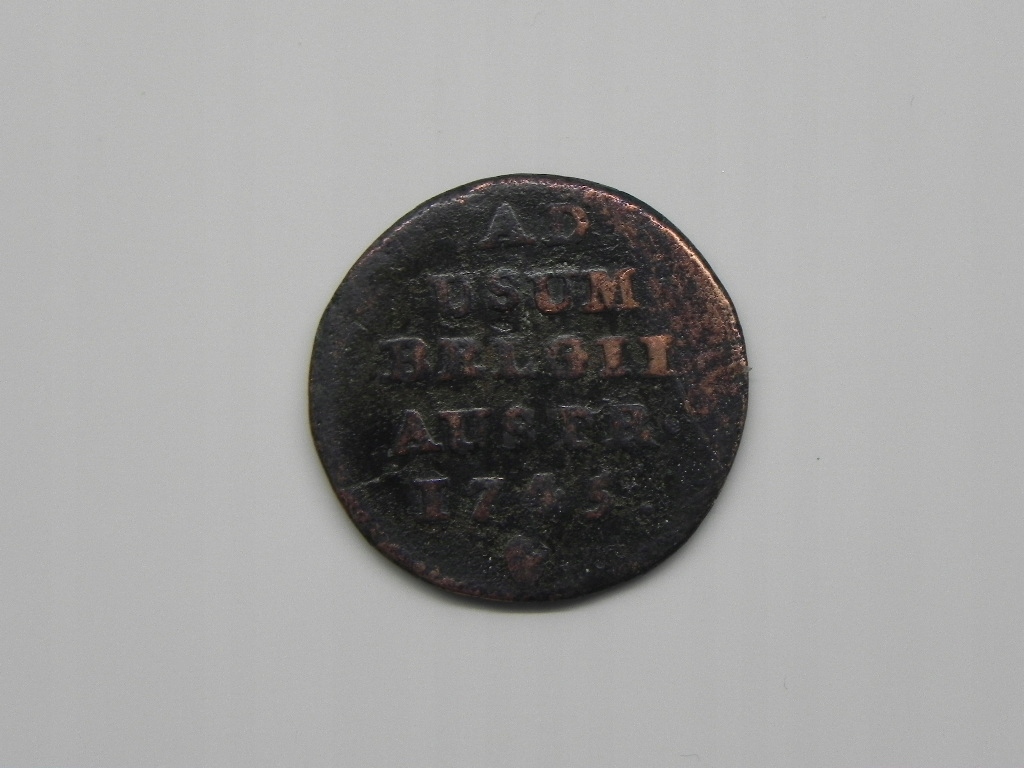 AD
USUM
BELGII
AUSTR
1745